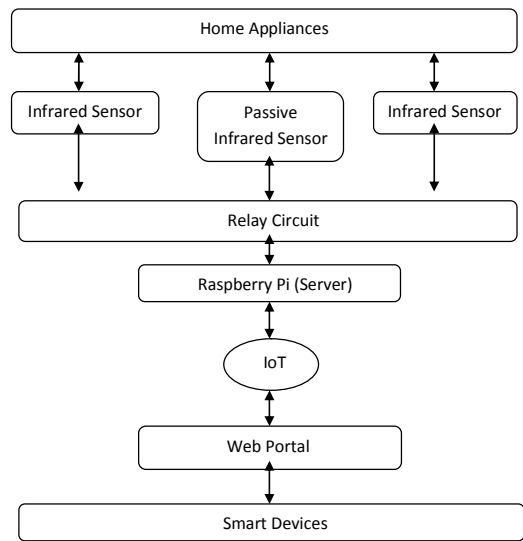 Home Appliances
Infrared Sensor
Passive
Infrared Sensor
Infrared Sensor
Relay Circuit
Raspberry Pi (Server)
IoT
Web Portal
Smart Devices